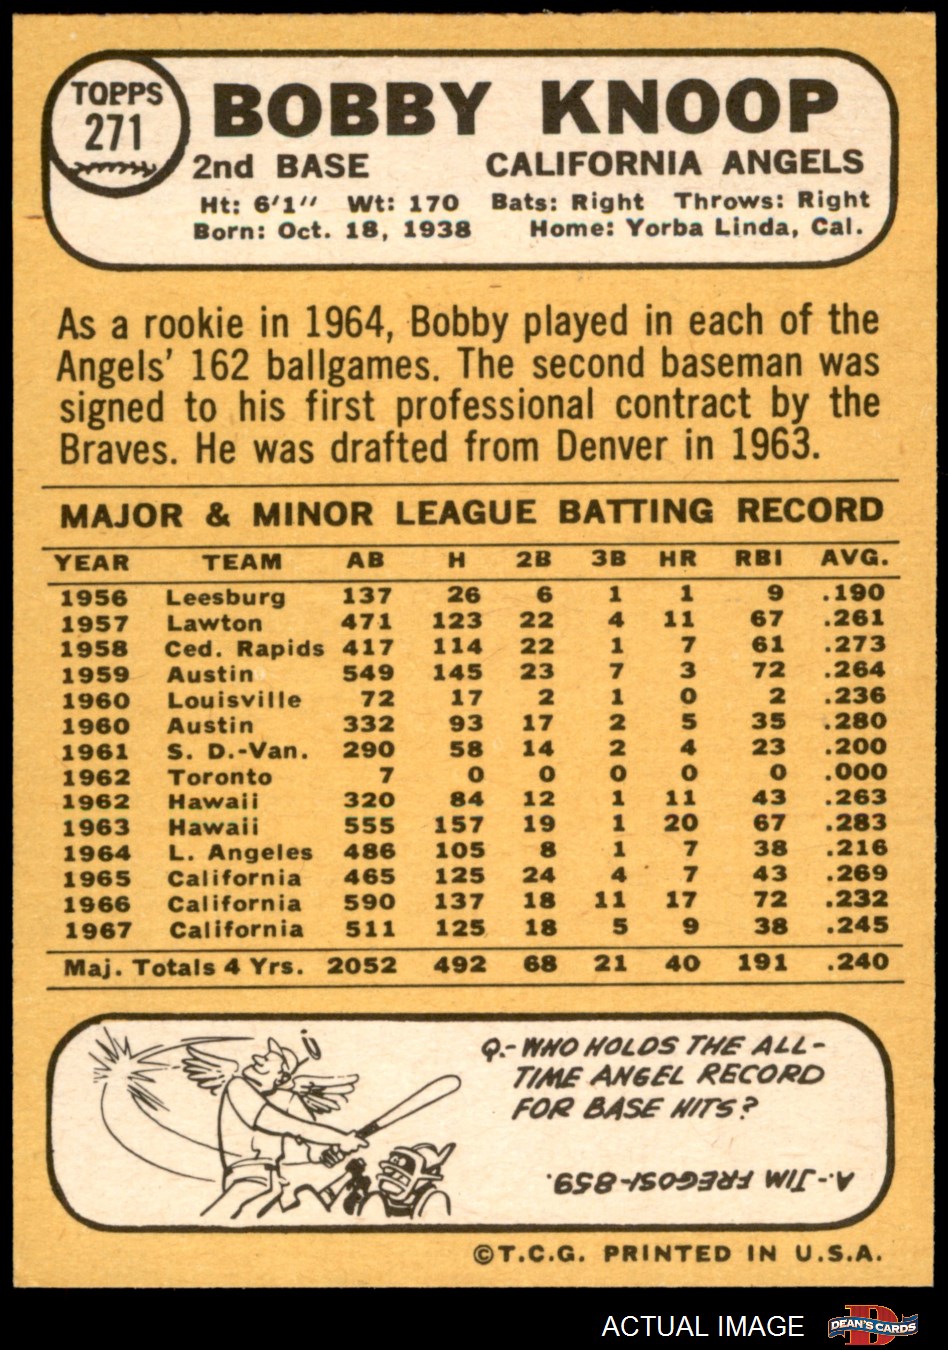 TOPPS
271
BOBBY KNOOP
2nd BASE CALIFORNIA ANGELS
Ht: 6'1" Wt: 170 Bats: Right Throws: Right
Born: Oct. 18, 1938 Home: Yorba Linda, Cal.
As a rookie in 1964, Bobby played in each of the
Angels' 162 ballgames. The second baseman was
signed to his first professional contract by the
Braves. He was drafted from Denver in 1963.
MAJOR & MINOR LEAGUE BATTING RECORD
YEAR TEAM AB H 2B 3B HR RBI AVG.
1956 Leesburg 137 26 6 1 1 9 .190
1957 Lawton 471 123 22 4 11 67 .261
1958 Ced. Rapids 417 114 22 1 7 61 .273
1959 Austin 549 145 23 7 3 72 .264
1960 Louisville 72 17 2 1 0 2 .236
1960 Austin 332 93 17 2 5 35 .280
1961 S. D.-Van. 290 58 14 2 4 23 .200
1962 Toronto 7 0 0 0 0 0 .000
1962 Hawaii 320 84 12 1 11 43 .263
1963 Hawaii 555 157 19 1 20 67 .283
1964 L. Angeles 486 105 8 1 7 38 .216
1965 California 465 125 24 4 7 43 .269
1966 California 590 137 18 11 17 72 .232
1967 California 511 125 18 5 9 38 .245
Maj. Totals 4 Yrs. 2052 492 68 21 40 191 .240
Q.- WHO HOLDS THE ALL-
TIME ANGEL RECORD
FOR BASE HITS?
A.- JIM FREGOSI-859.
©T.C.G. PRINTED IN U.S.A.
ACTUAL IMAGE
D
DEAN'S CARDS